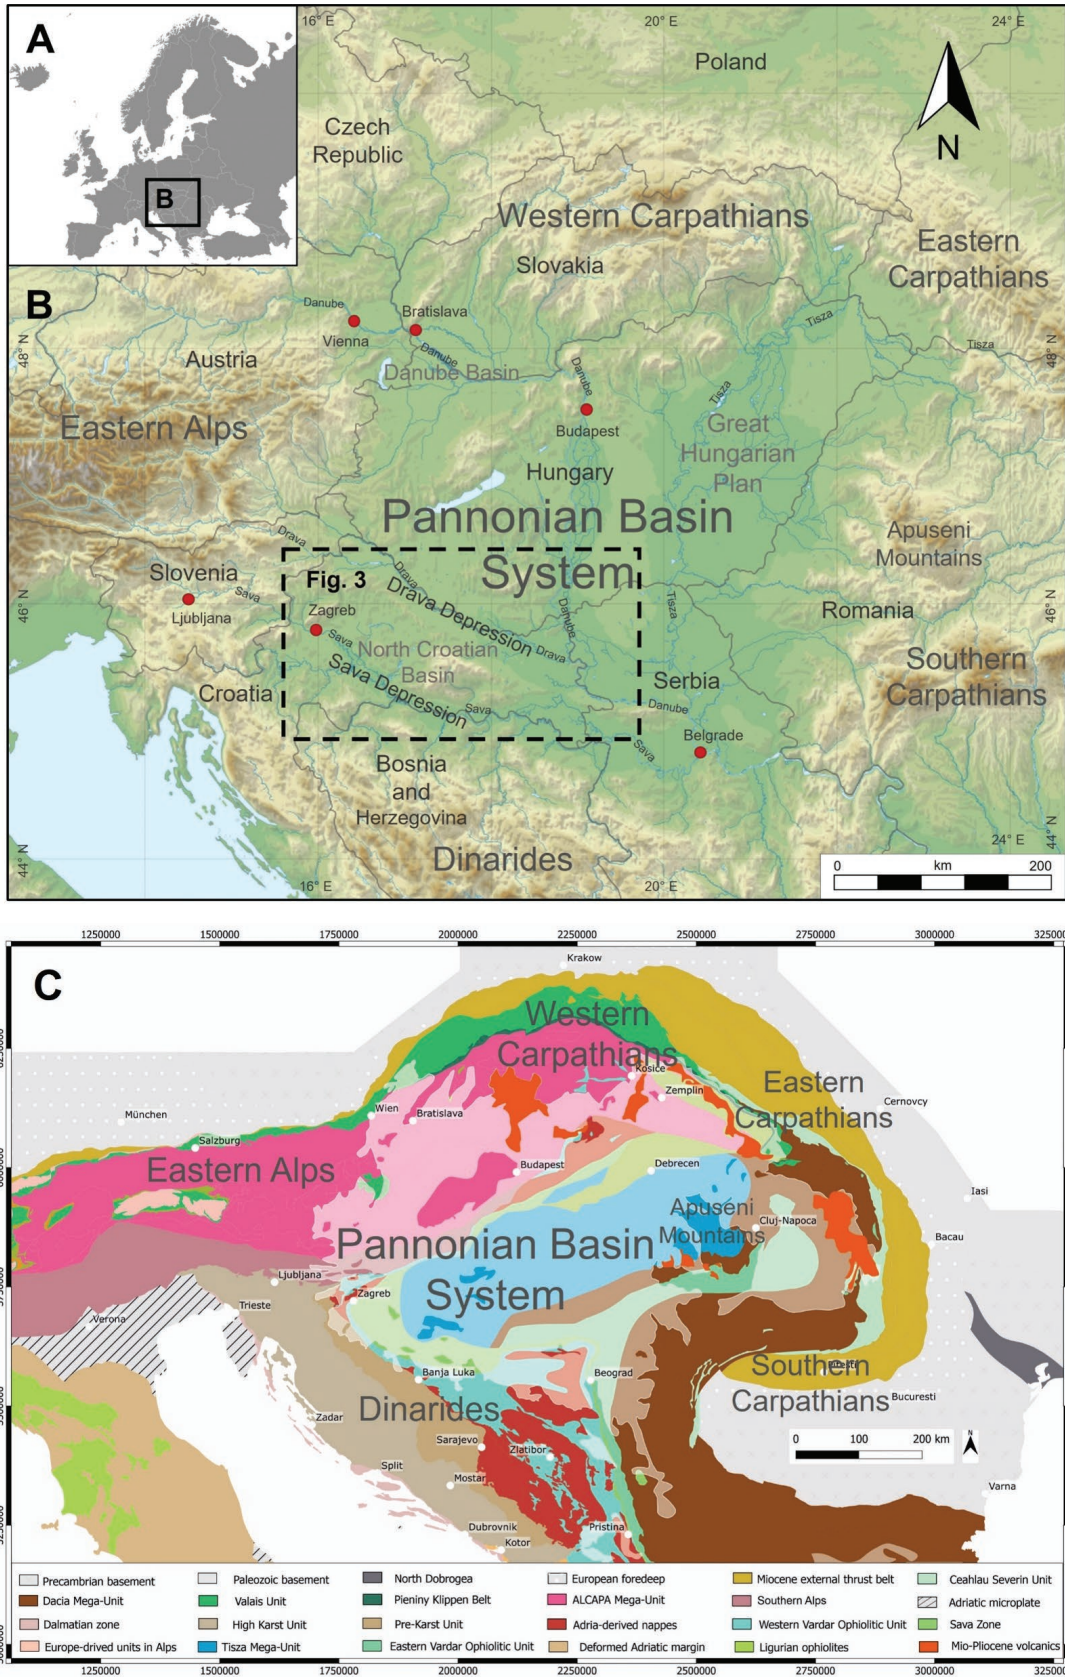 A
B
16° E
20° E
24° E
Poland
N
Czech
Republic
Western Carpathians
Slovakia
Eastern
Carpathians
B
Danube
Bratislava
Vienna
Danube
Danube Basin
Austria
48° N
Tisza
Tisza
48° N
Danube
Tisza
Budapest
Great
Hungarian
Plan
Eastern Alps
Hungary
Pannonian Basin
System
Apuseni
Mountains
Drava
Fig. 3
Slovenia
Sava
Ljubljana
46° N
Zagreb
Drava
Drava Depression
Danube
Drava
Tisza
Romania
46° N
Sava
North Croatian
Basin
Sava Depression
Sava
Croatia
Serbia
Danube
Southern
Carpathians
Belgrade
Sava
Bosnia
and
Herzegovina
Dinarides
44° N
16° E
20° E
24° E
44° N
0 km 200
1250000 1500000 1750000 2000000 2250000 2500000 2750000 3000000
C
Krakow
Western
Carpathians
Kosice
Zemplin
Eastern
Carpathians
Cernovcy
München
Wien
Bratislava
Salzburg
Eastern Alps
Budapest
Debrecen
Iasi
Apuseni
Mountains
Cluj-Napoca
Bacau
Pannonian Basin
System
Ljubljana
Zagreb
Trieste
Verona
Banja Luka
Beograd
Southern
Carpathians
Bucuresti
Dinarides
Zadar
Sarajevo
Zlatibor
0 100 200 km
N
Split
Mostar
Varna
Dubrovnik
Pristina
Kotor
Precambrian basement
Paleozoic basement
North Dobrogea
European foredeep
Miocene external thrust belt
Ceahlau Severin Unit
Dacia Mega-Unit
Valais Unit
Pieniny Klippen Belt
ALCAPA Mega-Unit
Southern Alps
Adriatic microplate
Dalmatian zone
High Karst Unit
Pre-Karst Unit
Adria-derived nappes
Western Vardar Ophiolitic Unit
Sava Zone
Europe-drived units in Alps
Tisza Mega-Unit
Eastern Vardar Ophiolitic Unit
Deformed Adriatic margin
Ligurian ophiolites
Mio-Pliocene volcanics
1250000 1500000 1750000 2000000 2250000 2500000 2750000 3000000